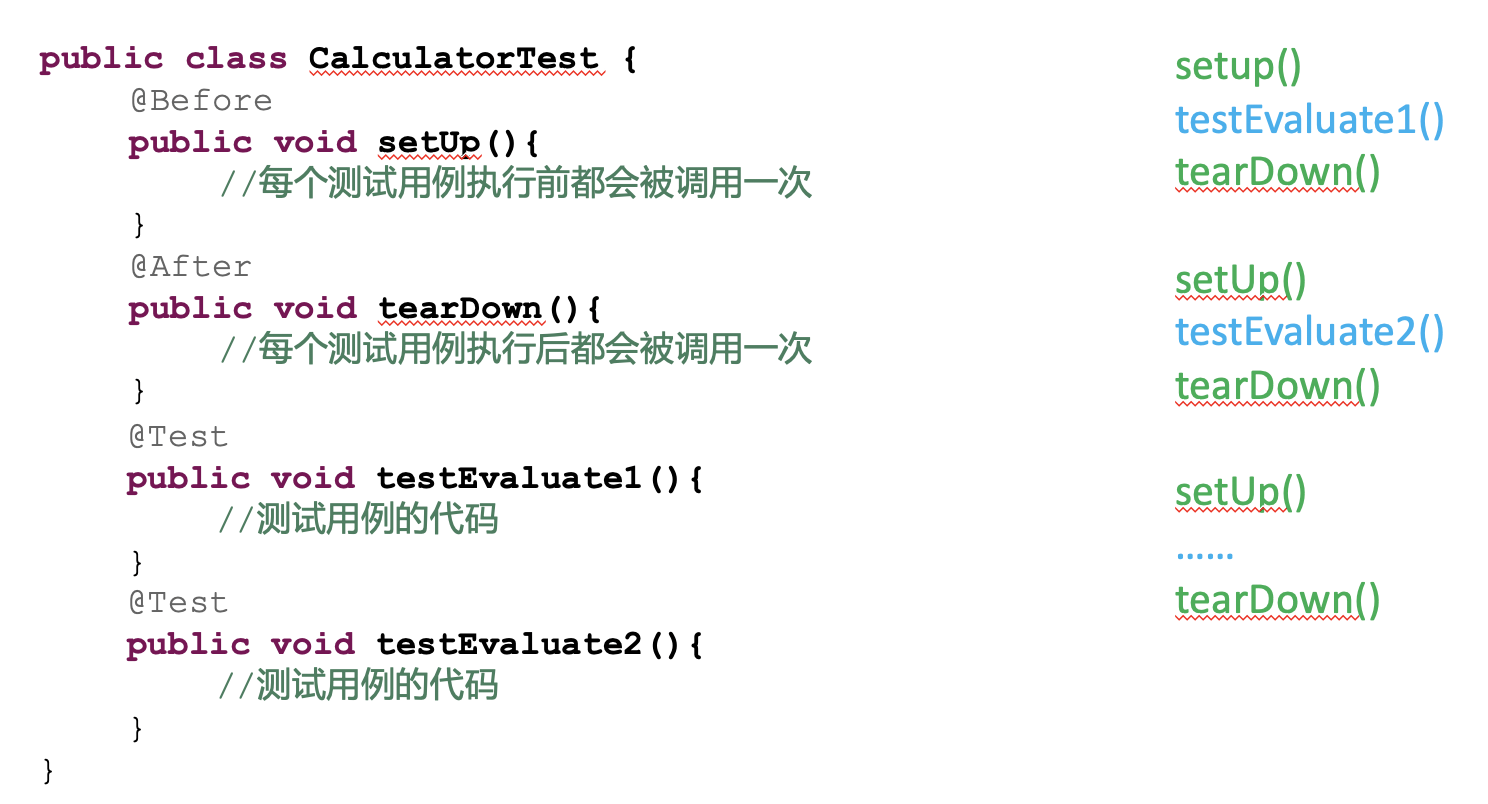 public class CalculatorTest {
@Before
public void setUp(){
//每个测试用例执行前都会被调用一次
}
@After
public void tearDown(){
//每个测试用例执行后都会被调用一次
}
@Test
public void testEvaluate1(){
//测试用例的代码
}
@Test
public void testEvaluate2(){
//测试用例的代码
}
}
setup()
testEvaluate1()
tearDown()
setUp()
testEvaluate2()
tearDown()
setUp()
……
tearDown()